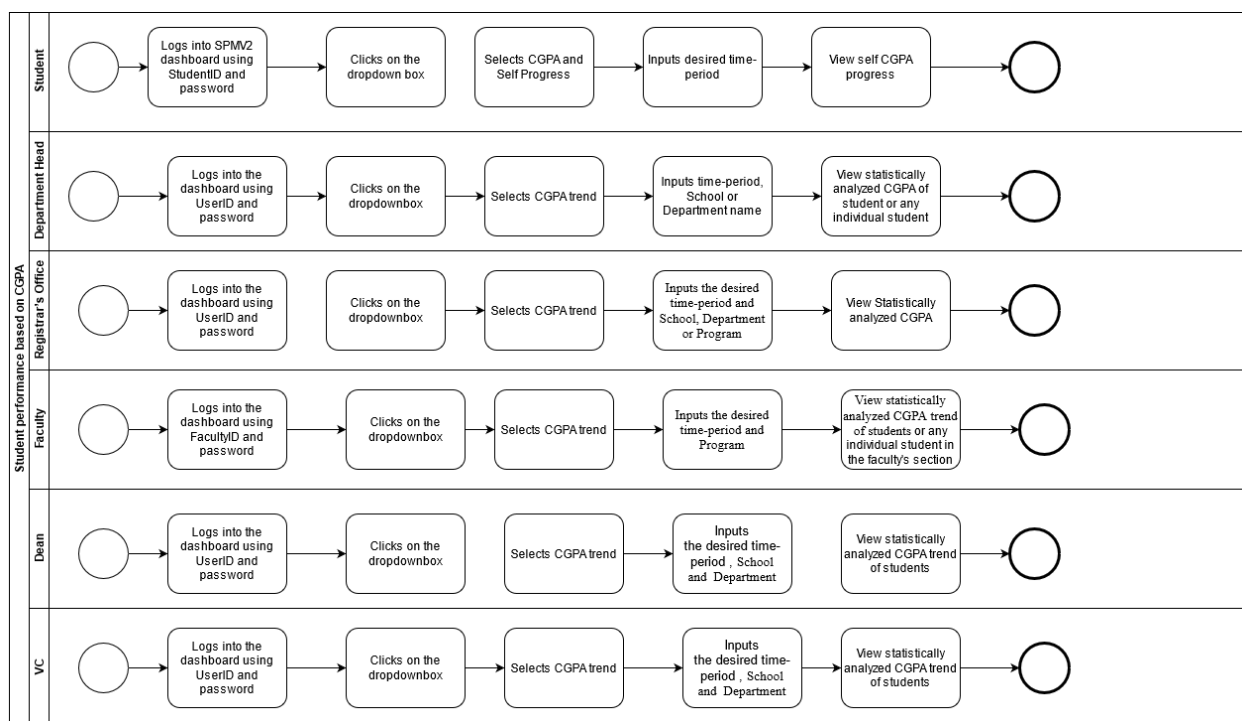 Student performance based on CGPA
Student
Logs into SPMV2
dashboard using
StudentID and
password
Clicks on the
dropdown box
Selects CGPA and
Self Progress
Inputs desired time-
period
View self CGPA
progress
Department Head
Logs into the
dashboard using
UserID and
password
Clicks on the
dropdownbox
Selects CGPA trend
Inputs time-period,
School or
Department name
View statistically
analyzed CGPA of
student or any
individual student
Registrar's Office
Logs into the
dashboard using
UserID and
password
Clicks on the
dropdownbox
Selects CGPA trend
Inputs the desired
time-period and
School, Department
or Program
View Statistically
analyzed CGPA
Faculty
Logs into the
dashboard using
FacultyID and
password
Clicks on the
dropdownbox
Selects CGPA trend
Inputs the desired
time-period and
Program
View statistically
analyzed CGPA trend
of students or any
individual student in
the faculty's section
Dean
Logs into the
dashboard using
UserID and
password
Clicks on the
dropdownbox
Selects CGPA trend
Inputs
the desired time-
period , School
and Department
View statistically
analyzed CGPA trend
of students
VC
Logs into the
dashboard using
UserID and
password
Clicks on the
dropdownbox
Selects CGPA trend
Inputs
the desired time-
period , School
and Department
View statistically
analyzed CGPA trend
of students